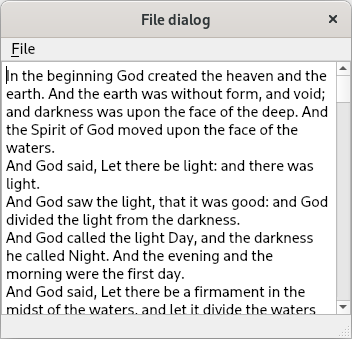 File dialog
File
In the beginning God created the heaven and the
earth. And the earth was without form, and void;
and darkness was upon the face of the deep. And
the Spirit of God moved upon the face of the
waters.
And God said, Let there be light: and there was
light.
And God saw the light, that it was good: and God
divided the light from the darkness.
And God called the light Day, and the darkness
he called Night. And the evening and the
morning were the first day.
And God said, Let there be a firmament in the
midst of the waters, and let it divide the waters